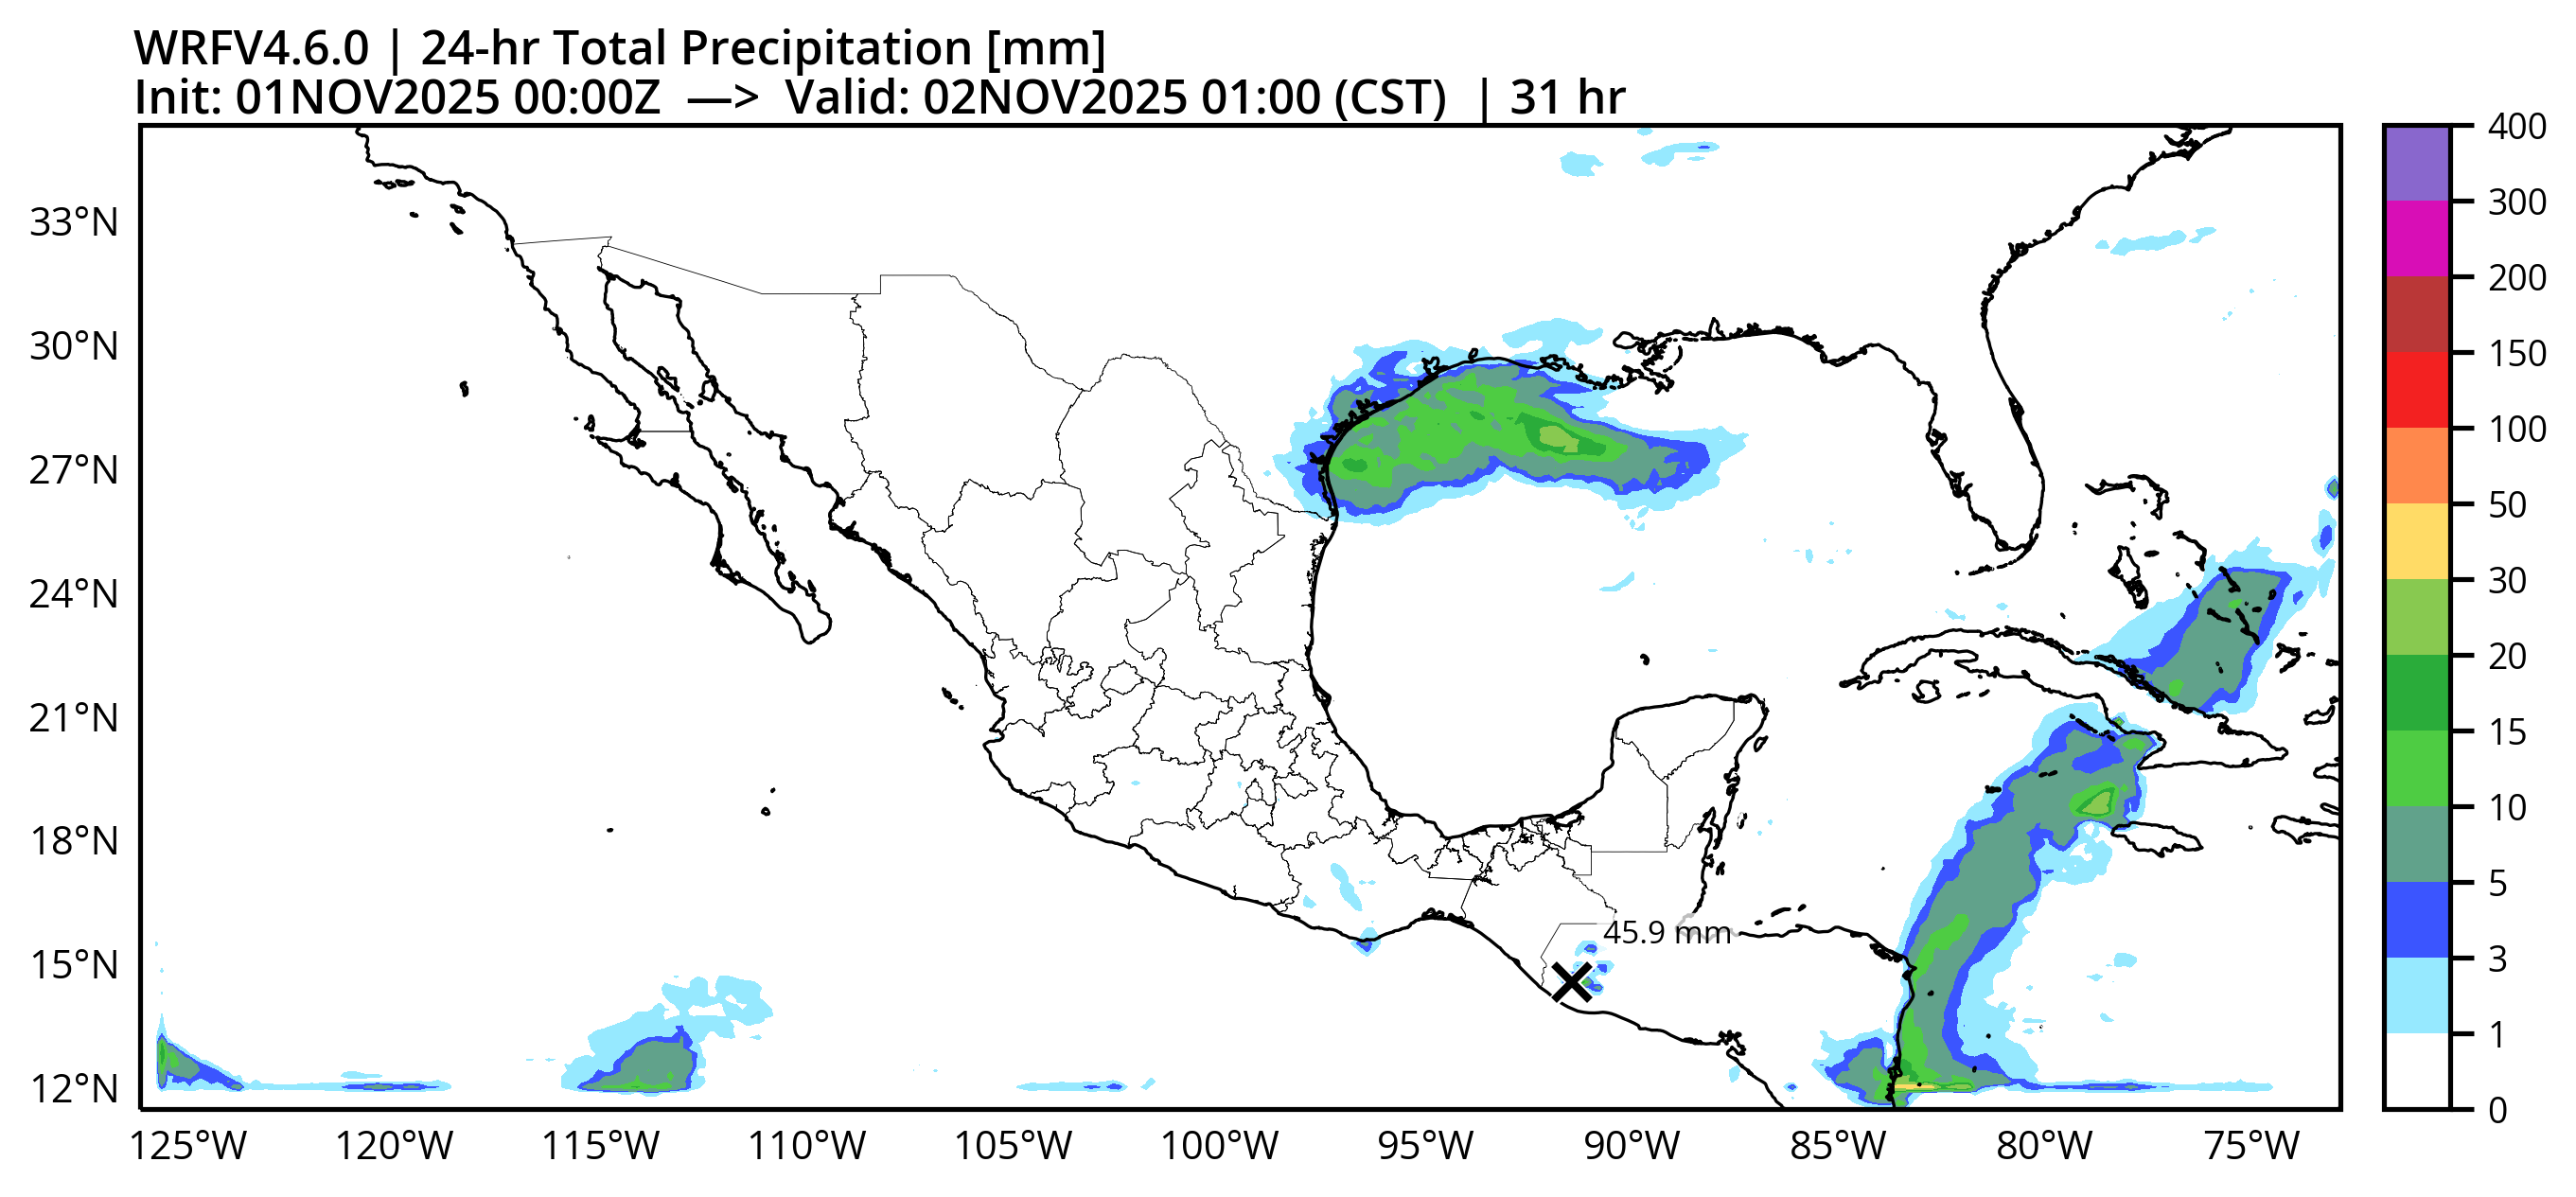 WRFV4.6.0 | 24-hr Total Precipitation [mm]
Init: 01NOV2025 00:00Z —> Valid: 02NOV2025 01:00 (CST) | 31 hr
33°N
30°N
27°N
24°N
21°N
18°N
15°N
12°N
45.9 mm
125°W 120°W 115°W 110°W 105°W 100°W 95°W 90°W 85°W 80°W 75°W
400
300
200
150
100
50
30
20
15
10
5
3
1
0